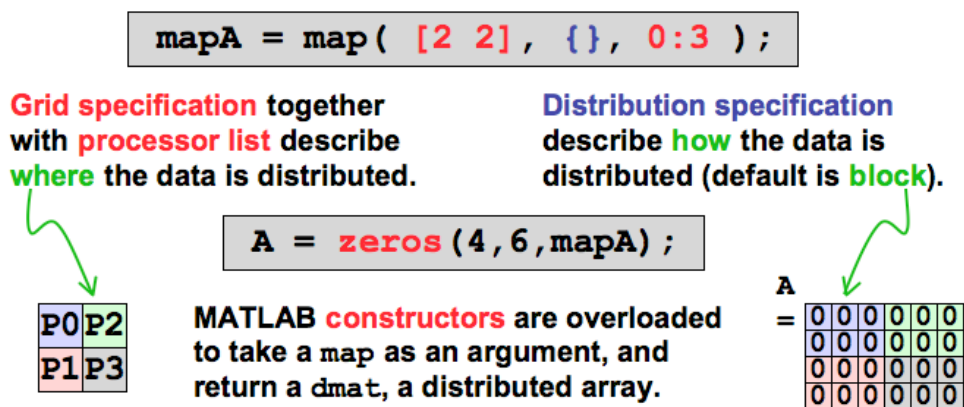 mapA = map( [2 2], {}, 0:3 );
Grid specification together
with processor list describe
where the data is distributed.
Distribution specification
describe how the data is
distributed (default is block).
A = zeros(4,6,mapA);
P0 P2
P1 P3
MATLAB constructors are overloaded
to take a map as an argument, and
return a dmat, a distributed array.
A
=
0 0 0 0 0 0
0 0 0 0 0 0
0 0 0 0 0 0
0 0 0 0 0 0